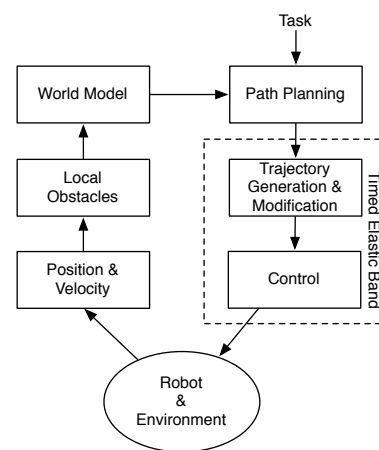 Task
World Model
Path Planning
Local
Obstacles
Trajectory
Generation &
Modification
Timed Elastic Band
Position &
Velocity
Control
Robot
&
Environment